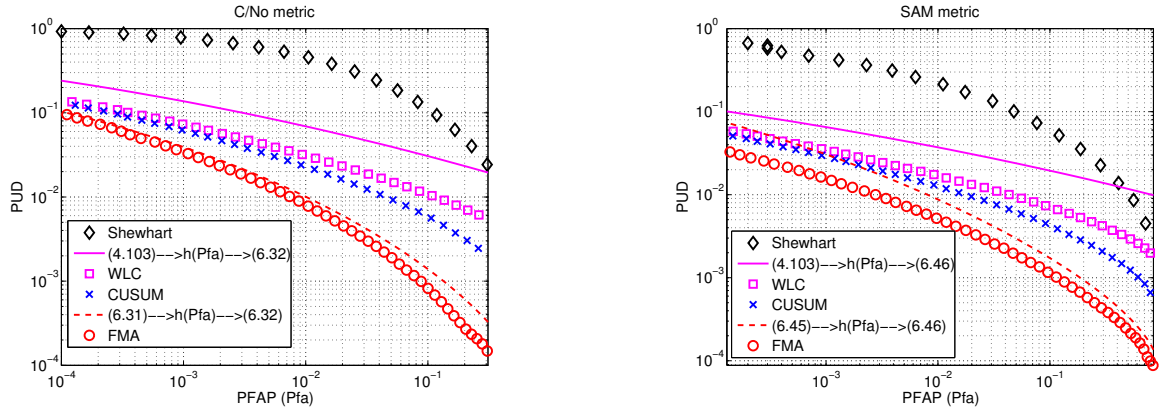 C/No metric
10^0
10^-1
10^-2
10^-3
10^-4
PUD
Shewhart
(4.103)-->h(Pfa)-->(6.32)
WLC
CUSUM
(6.31)-->h(Pfa)-->(6.32)
FMA
10^-4
10^-3
10^-2
10^-1
PFAP (Pfa)
SAM metric
10^0
10^-1
10^-2
10^-3
10^-4
PUD
Shewhart
(4.103)-->h(Pfa)-->(6.46)
WLC
CUSUM
(6.45)-->h(Pfa)-->(6.46)
FMA
10^-3
10^-2
10^-1
PFAP (Pfa)